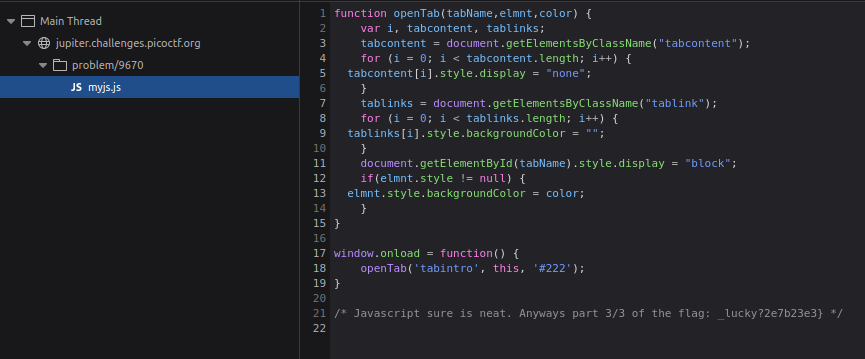 Main Thread
jupiter.challenges.picoctf.org
problem/9670
JS myjs.js
1 function openTab(tabName,elmnt,color) {
2     var i, tabcontent, tablinks;
3     tabcontent = document.getElementsByClassName("tabcontent");
4     for (i = 0; i < tabcontent.length; i++) {
5   tabcontent[i].style.display = "none";
6     }
7     tablinks = document.getElementsByClassName("tablink");
8     for (i = 0; i < tablinks.length; i++) {
9   tablinks[i].style.backgroundColor = "";
10     }
11     document.getElementById(tabName).style.display = "block";
12     if(elmnt.style != null) {
13   elmnt.style.backgroundColor = color;
14     }
15 }
16
17 window.onload = function() {
18     openTab('tabintro', this, '#222');
19 }
20
21 /* Javascript sure is neat. Anyways part 3/3 of the flag: _lucky?2e7b23e3} */
22